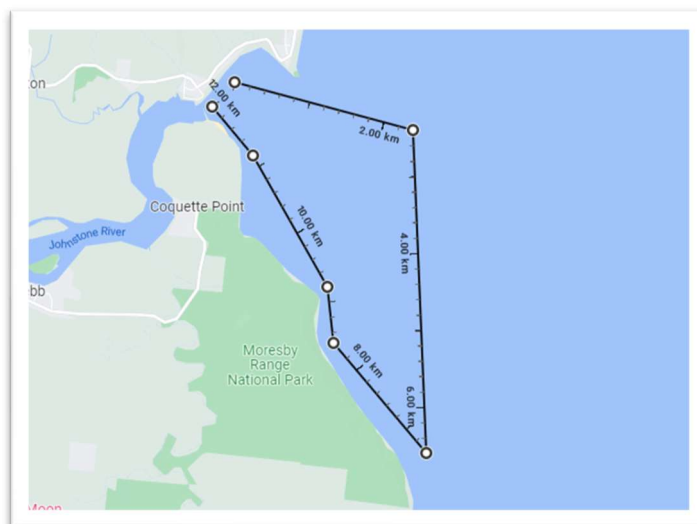 ton
12.00 km
2.00 km
Coquette Point
10.00 km
4.00 km
Johnstone River
bb
Moresby
Range
National Park
8.00 km
6.00 km
Moon